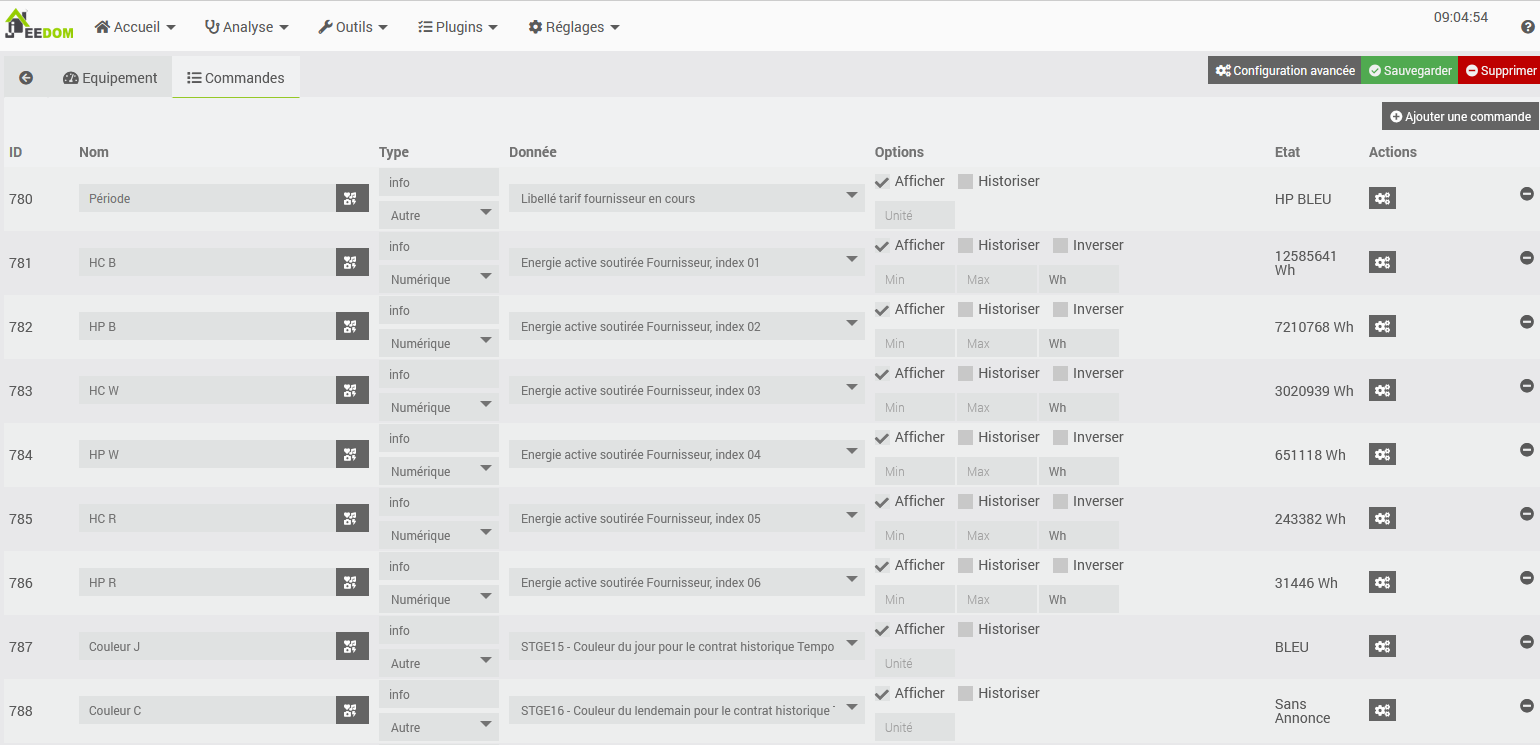 JEEDOM Accueil Analyse Outils Plugins Réglages 09:04:54
Equipement Commandes Configuration avancée Sauvegarder Supprimer
Ajouter une commande
ID Nom Type Donnée Options Etat Actions
780 Période info Autre Libellé tarif fournisseur en cours Afficher Historiser Unité HP BLEU
781 HC B info Numérique Energie active soutirée Fournisseur, index 01 Afficher Historiser Inverser Min Max Wh 12585641 Wh
782 HP B info Numérique Energie active soutirée Fournisseur, index 02 Afficher Historiser Inverser Min Max Wh 7210768 Wh
783 HC W info Numérique Energie active soutirée Fournisseur, index 03 Afficher Historiser Inverser Min Max Wh 3020939 Wh
784 HP W info Numérique Energie active soutirée Fournisseur, index 04 Afficher Historiser Inverser Min Max Wh 651118 Wh
785 HC R info Numérique Energie active soutirée Fournisseur, index 05 Afficher Historiser Inverser Min Max Wh 243382 Wh
786 HP R info Numérique Energie active soutirée Fournisseur, index 06 Afficher Historiser Inverser Min Max Wh 31446 Wh
787 Couleur J info Autre STGE15 - Couleur du jour pour le contrat historique Tempo Afficher Historiser Unité BLEU
788 Couleur C info Autre STGE16 - Couleur du lendemain pour le contrat historique Afficher Historiser Unité Sans Annonce